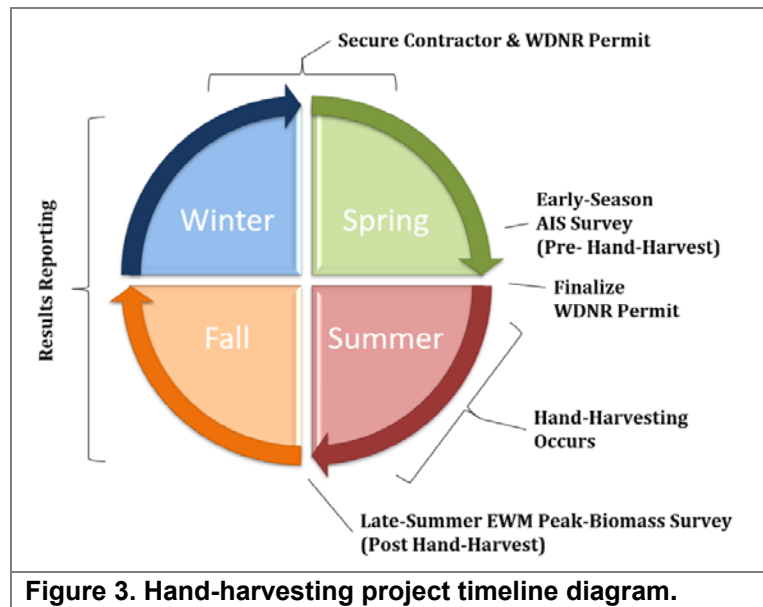 Secure Contractor & WDNR Permit
Results Reporting
Winter
Spring
Early-Season
AIS Survey
(Pre- Hand-Harvest)
Finalize
WDNR Permit
Fall
Summer
Hand-Harvesting
Occurs
Late-Summer EWM Peak-Biomass Survey
(Post Hand-Harvest)
Figure 3. Hand-harvesting project timeline diagram.